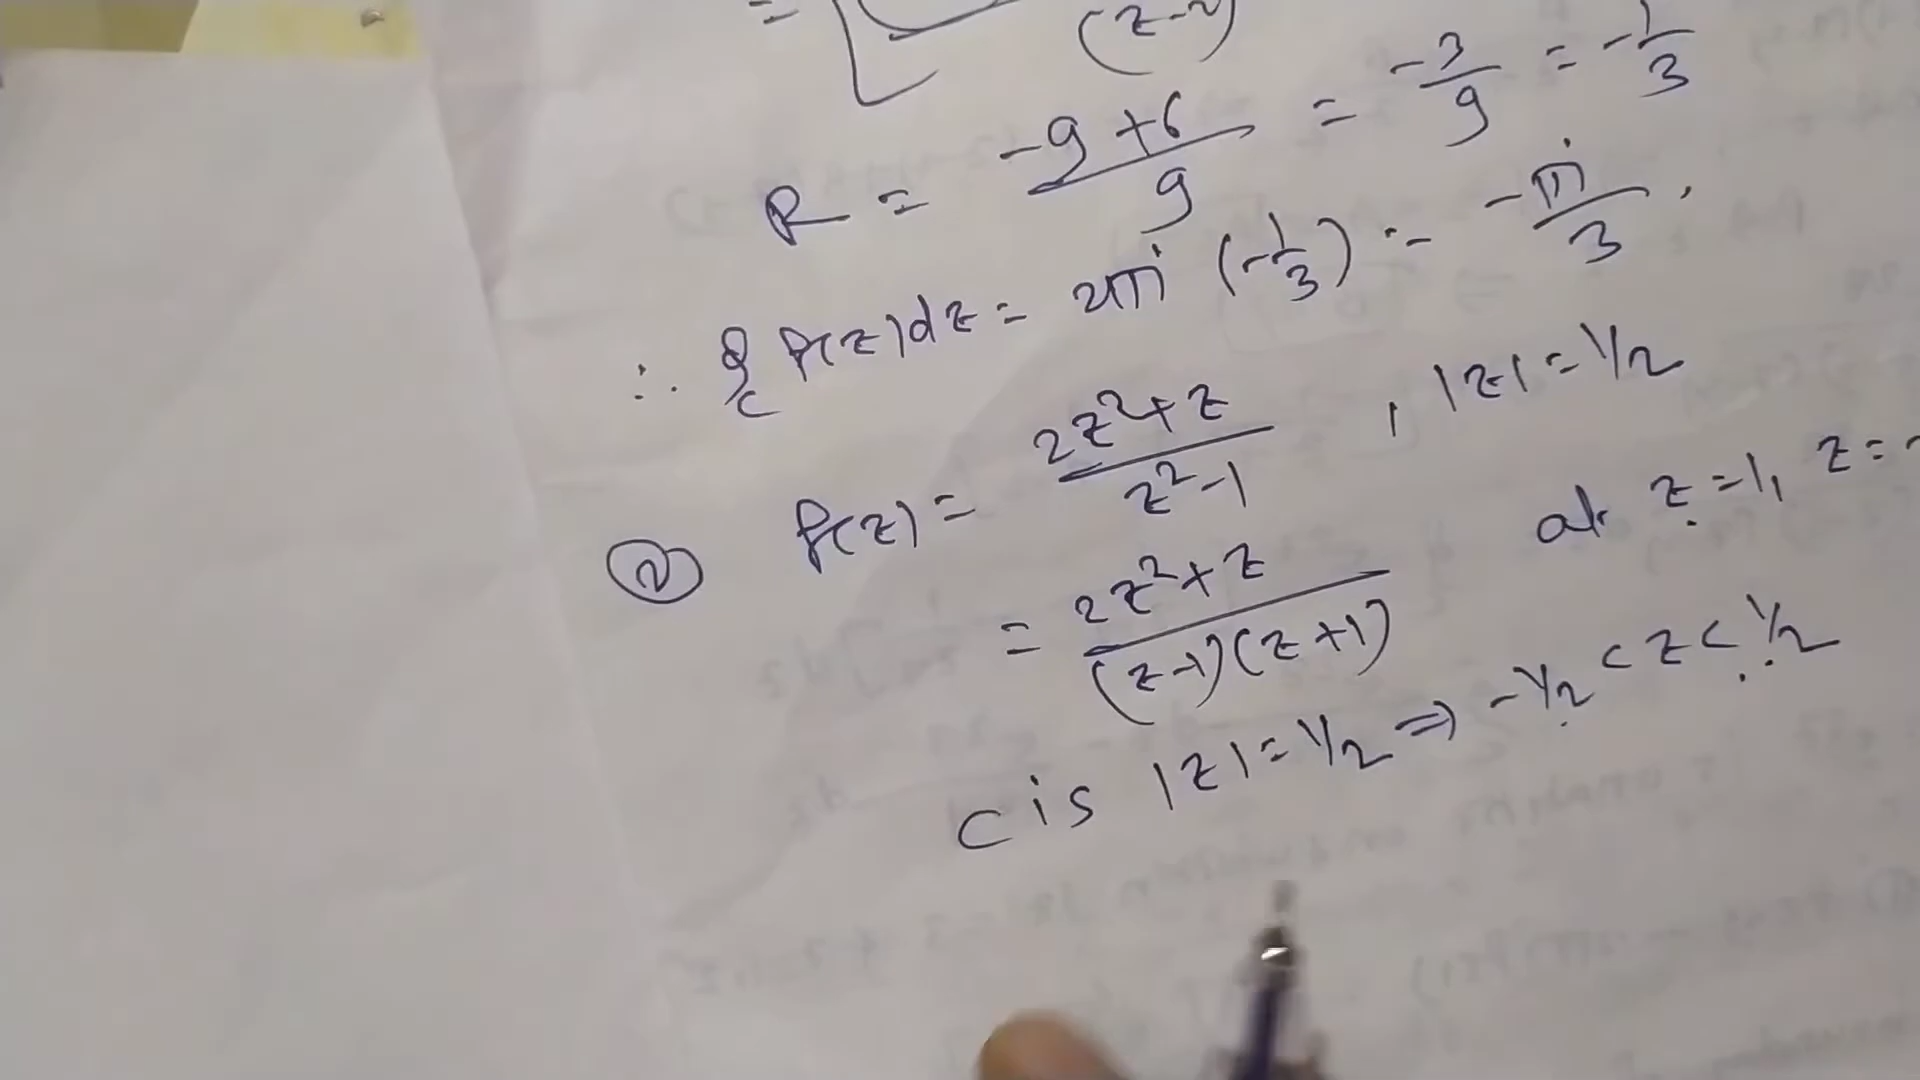 = (z-2)
R = (-9+6)/9 = -3/9 = -1/3
∴ ∮_C f(z)dz = 2πi (-1/3) = -πi/3.
② f(z) = (2z²+z)/(z²-1) , |z| = 1/2
= (2z²+z)/((z-1)(z+1)) at z=1, z=-
C is |z| = 1/2 ⇒ -1/2 < z < 1/2